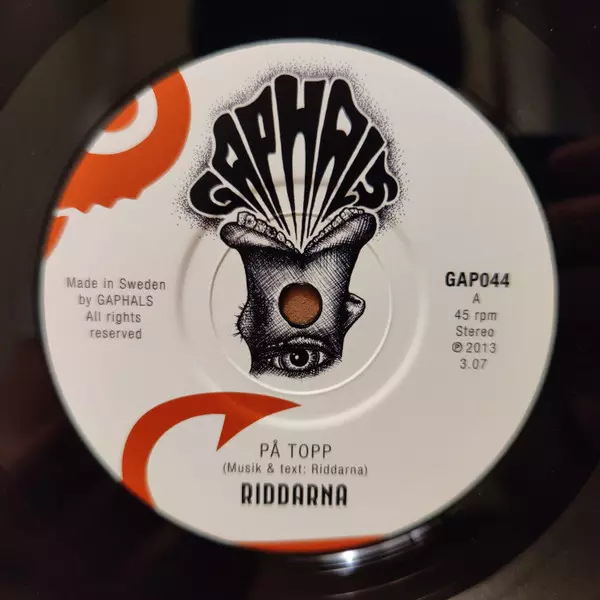 GAPHALS
Made in Sweden
by GAPHALS
All rights
reserved
GAP044
A
45 rpm
Stereo
℗ 2013
3.07
PÅ TOPP
(Musik & text: Riddarna)
RIDDARNA